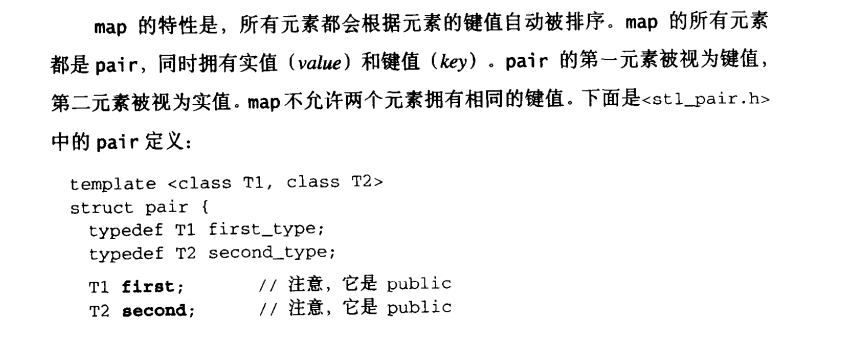 map 的特性是，所有元素都会根据元素的键值自动被排序。map 的所有元素
都是 pair，同时拥有实值（value）和键值（key）。pair 的第一元素被视为键值，
第二元素被视为实值。map不允许两个元素拥有相同的键值。下面是<stl_pair.h>
中的 pair 定义：
template <class T1, class T2>
struct pair {
typedef T1 first_type;
typedef T2 second_type;
T1 first; // 注意，它是 public
T2 second; // 注意，它是 public